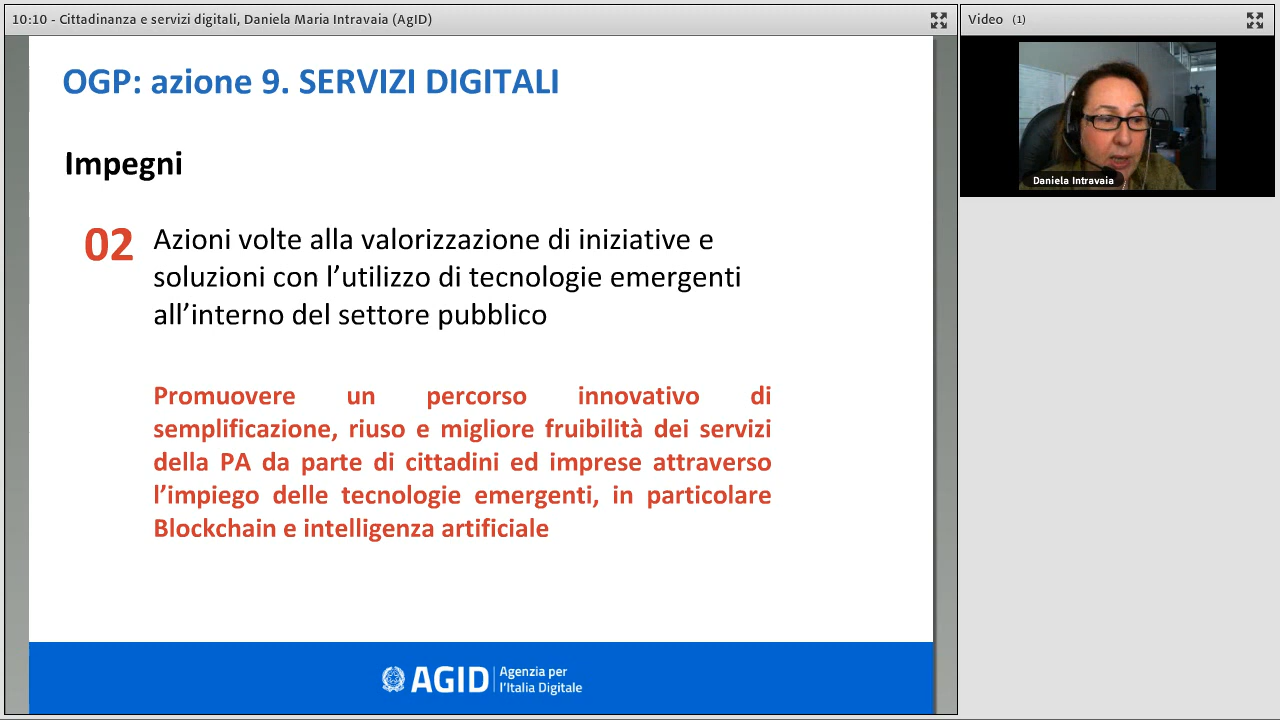 10:10 - Cittadinanza e servizi digitali, Daniela Maria Intravaia (AgID)
Video (1)
OGP: azione 9. SERVIZI DIGITALI
Impegni
02
Azioni volte alla valorizzazione di iniziative e
soluzioni con l’utilizzo di tecnologie emergenti
all’interno del settore pubblico
Promuovere un percorso innovativo di
semplificazione, riuso e migliore fruibilità dei servizi
della PA da parte di cittadini ed imprese attraverso
l’impiego delle tecnologie emergenti, in particolare
Blockchain e intelligenza artificiale
Daniela Intravaia
AGID
Agenzia per
l’Italia Digitale